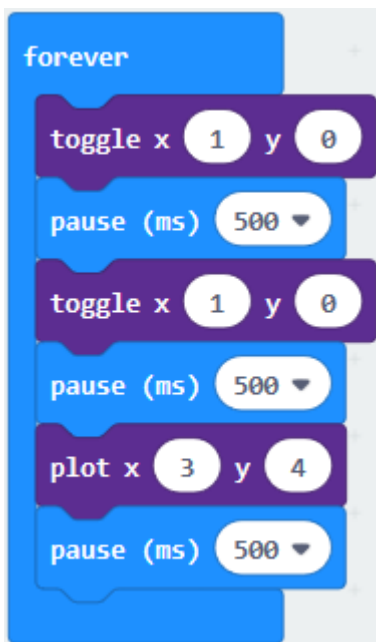 forever
toggle x 1 y 0
pause (ms) 500
toggle x 1 y 0
pause (ms) 500
plot x 3 y 4
pause (ms) 500